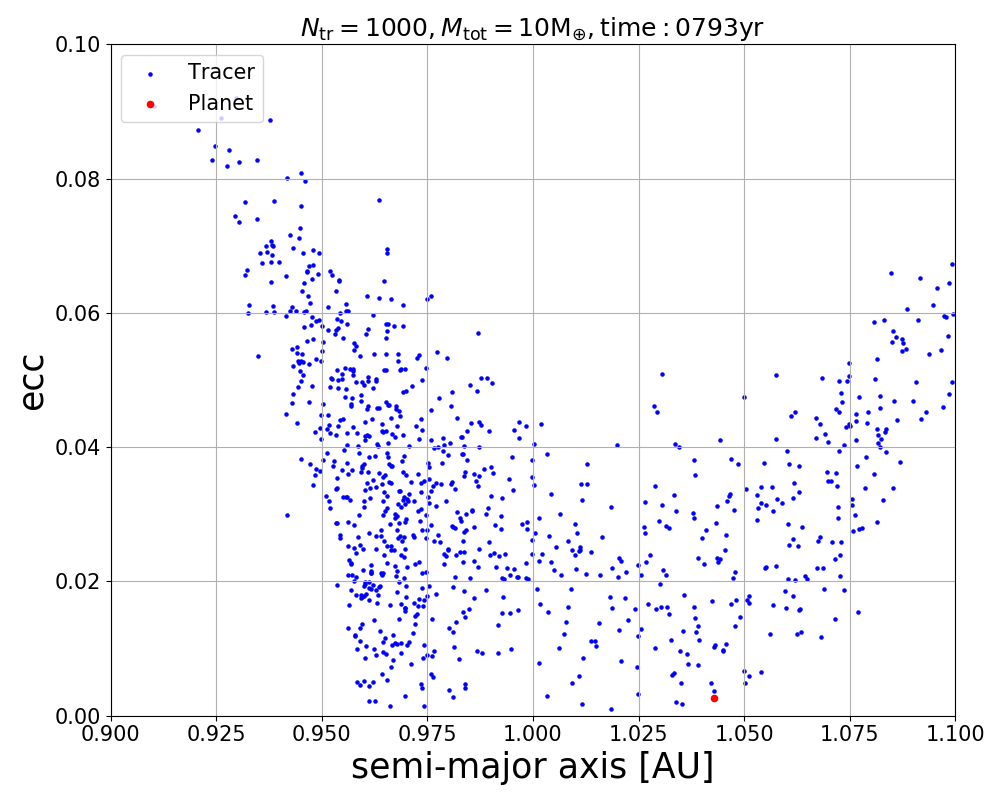 N_tr = 1000, M_tot = 10M_⊕, time : 0793yr
Tracer
Planet
ecc
0.10
0.08
0.06
0.04
0.02
0.00
0.900 0.925 0.950 0.975 1.000 1.025 1.050 1.075 1.100
semi-major axis [AU]